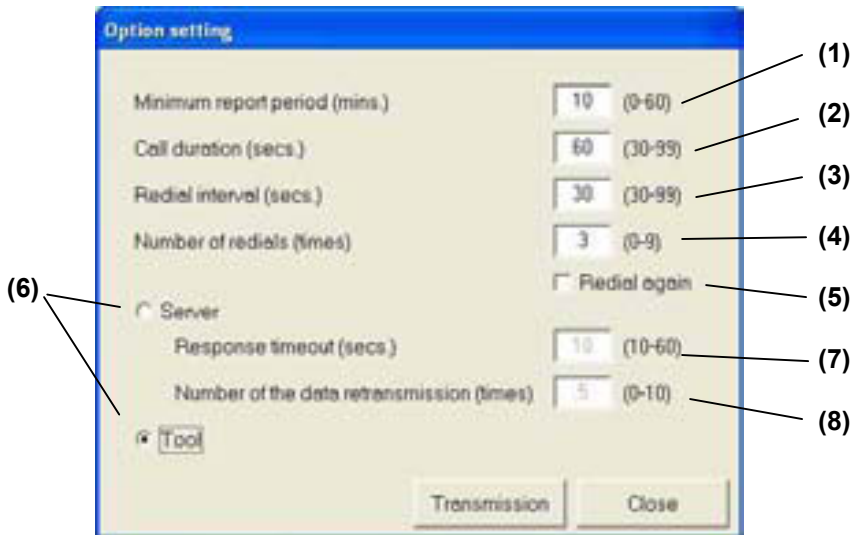 Option setting
Minimum report period (mins.) 10 (0-60) (1)
Call duration (secs.) 60 (30-99) (2)
Redial interval (secs.) 30 (30-99) (3)
Number of redials (times) 3 (0-9) (4)
Redial again (5)
(6) Server
Response timeout (secs.) 10 (10-60) (7)
Number of the data retransmission (times) 5 (0-10) (8)
Tool
Transmission Close